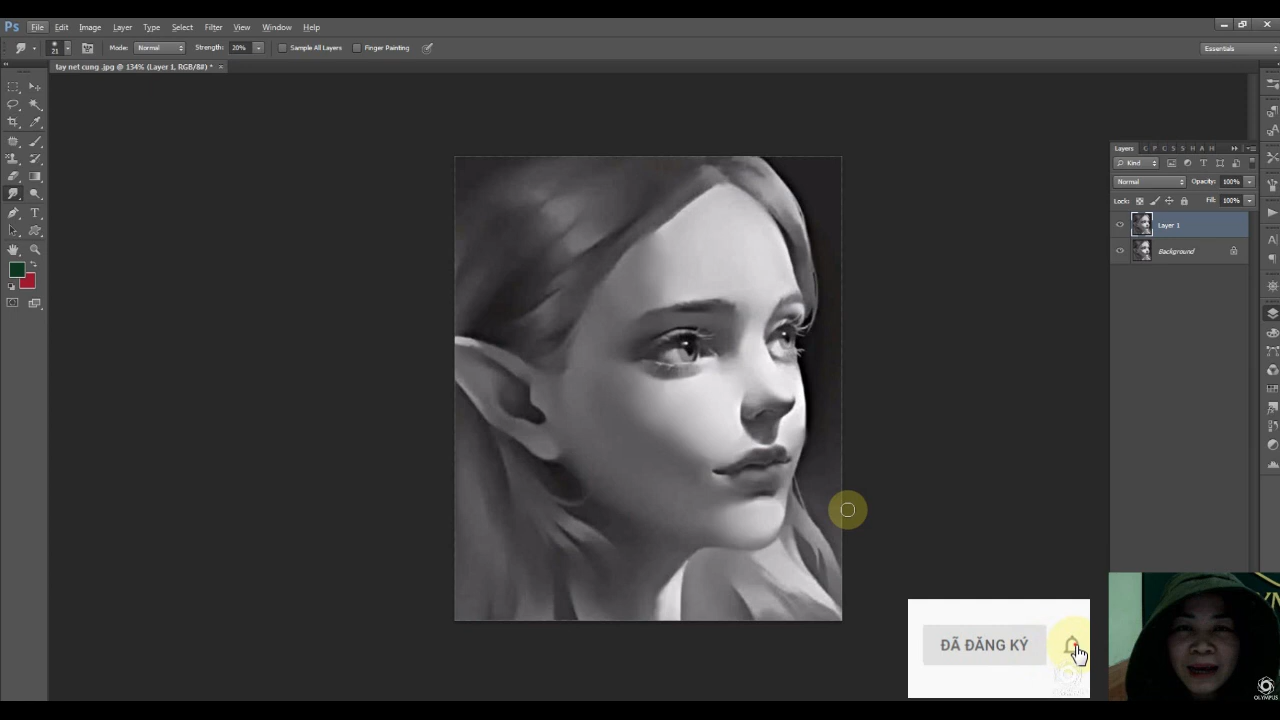 Ps File Edit Image Layer Type Select Filter View Window Help
21 Mode: Normal Strength: 20% Sample All Layers Finger Painting Essentials
tay net cung .jpg @ 134% (Layer 1, RGB/8#) * ×
Layers C P C S S H A H
Kind
Normal Opacity: 100%
Lock: Fill: 100%
Layer 1
Background
ĐÃ ĐĂNG KÝ
OLYMPUS